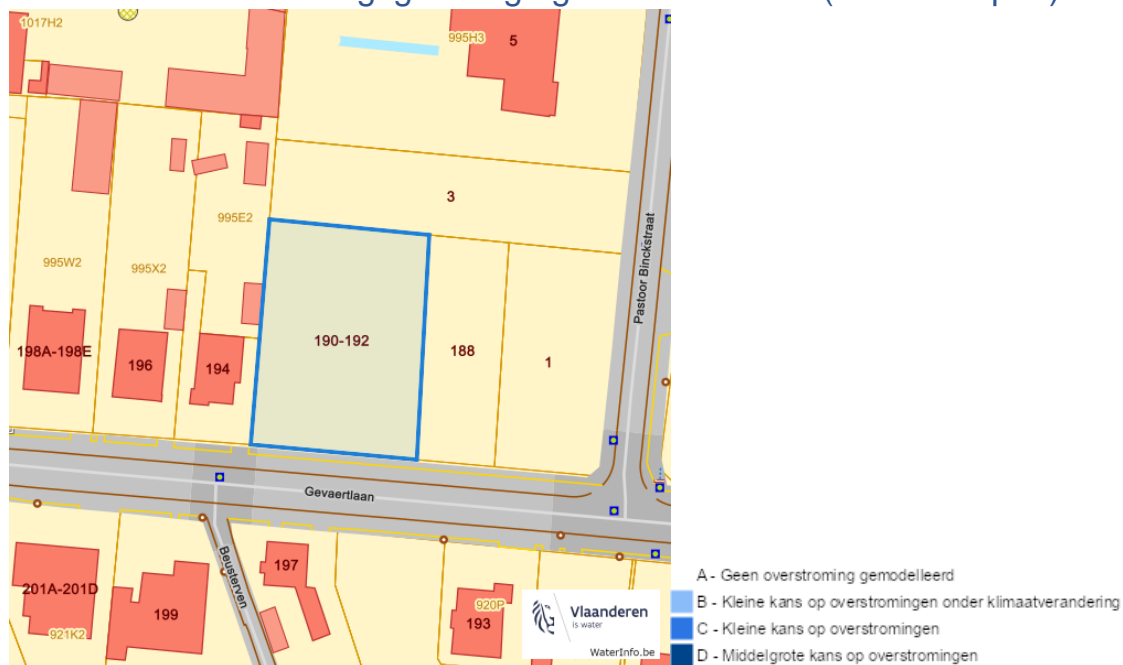 1017H2
995H3
5
3
995E2
995W2
995X2
190-192
188
1
198A-198E
196
194
Pastoor Binckstraat
Gevaertlaan
Beusterven
197
201A-201D
199
921K2
920P
193
Vlaanderen
is water
WaterInfo.be
A - Geen overstroming gemodelleerd
B - Kleine kans op overstromingen onder klimaatverandering
C - Kleine kans op overstromingen
D - Middelgrote kans op overstromingen